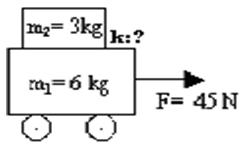 m₂= 3kg
k:?
m₁= 6 kg
F= 45 N